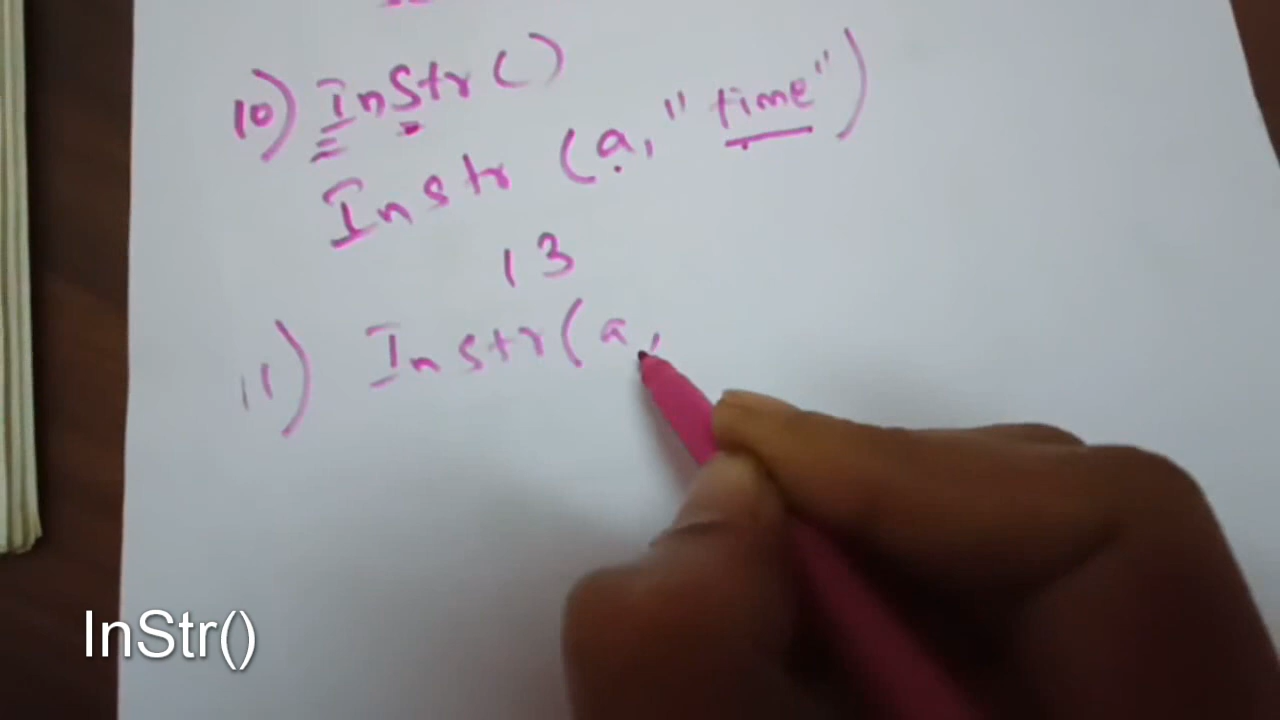 10) InStr()
Instr (a, "time")
13
11) Instr(a,
InStr()